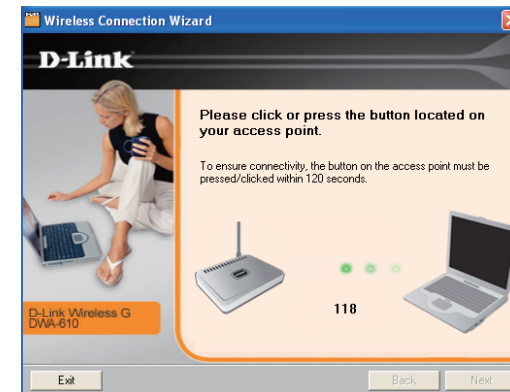 Wireless Connection Wizard
D-Link
Please click or press the button located on
your access point.
To ensure connectivity, the button on the access point must be
pressed/clicked within 120 seconds.
118
D-Link Wireless G
DWA-610
Exit
Back
Next